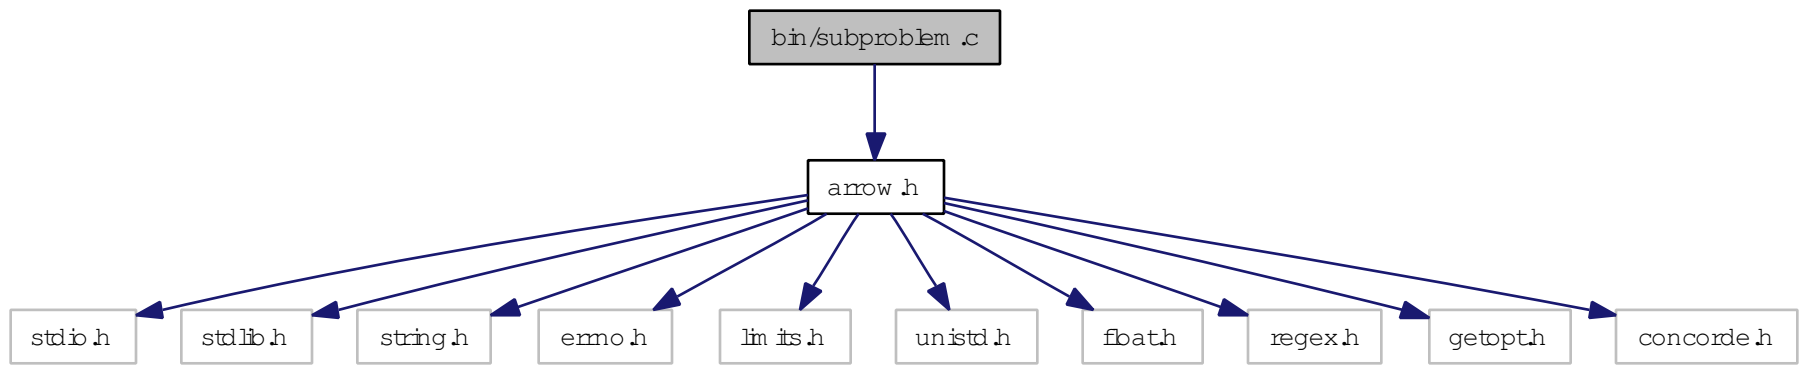 bin/subproblem.c
arrow.h
stdio.h
stdlib.h
string.h
errno.h
limits.h
unistd.h
float.h
regex.h
getopt.h
concorde.h